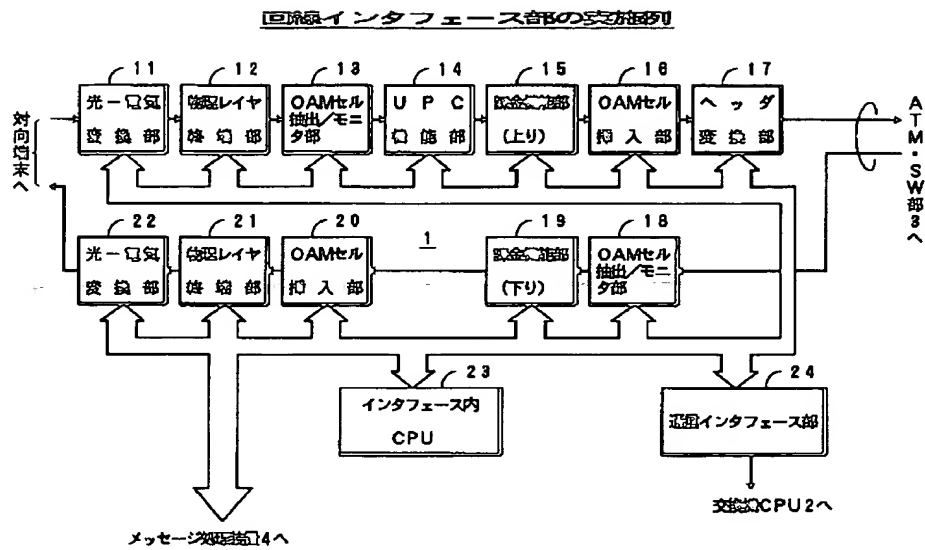 回線インタフェース部の実施例
11 12 13 14 15 16 17
光－電気
変換部
物理レイヤ
終端部
OAMセル
抽出／モニ
タ部
UPC
機能部
課金機能部
(上り)
OAMセル
挿入部
ヘッダ
変換部
対向端末へ
ATM・SW部3へ
22 21 20 1 19 18
光－電気
変換部
物理レイヤ
終端部
OAMセル
挿入部
課金機能部
(下り)
OAMセル
抽出／モニ
タ部
23
インタフェース内
CPU
24
インタフェース部
交換機CPU2へ
メッセージ処理装置4へ